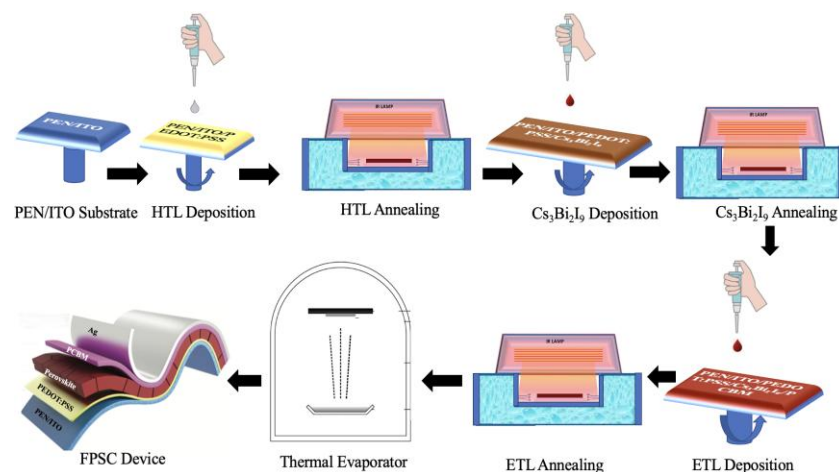 PEN/ITO
PEN/ITO/P
EDOT:PSS
IR LAMP
PEN/ITO/PEDOT:
PSS/Cs₃Bi₂I₉
IR LAMP
PEN/ITO Substrate
HTL Deposition
HTL Annealing
Cs₃Bi₂I₉ Deposition
Cs₃Bi₂I₉ Annealing
Ag
PCBM
Perovskite
PEDOT:PSS
PEN/ITO
IR LAMP
PEN/ITO/PEDO
T:PSS/Cs₃Bi₂I₉/P
CBM
FPSC Device
Thermal Evaporator
ETL Annealing
ETL Deposition